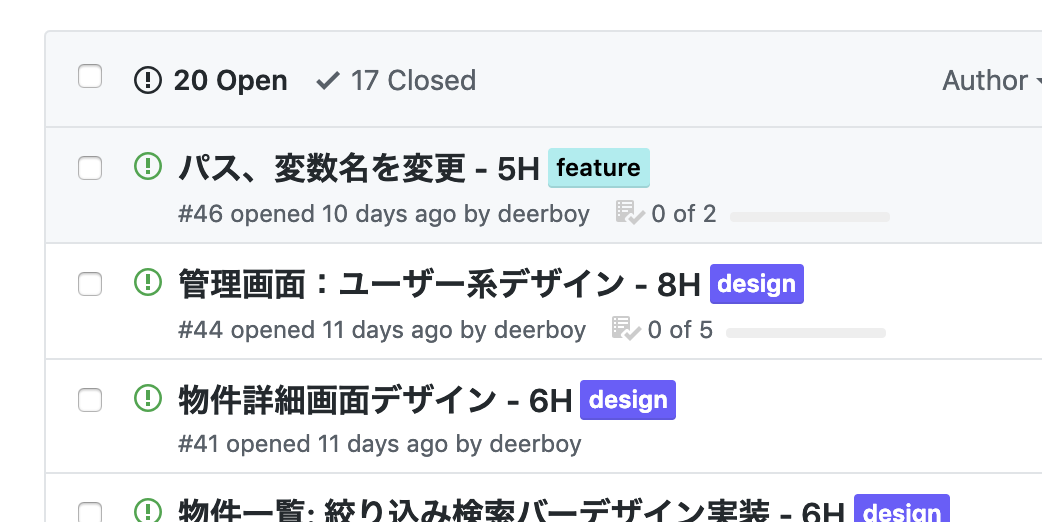 20 Open 17 Closed Author
パス、変数名を変更 - 5H feature
#46 opened 10 days ago by deerboy 0 of 2
管理画面：ユーザー系デザイン - 8H design
#44 opened 11 days ago by deerboy 0 of 5
物件詳細画面デザイン - 6H design
#41 opened 11 days ago by deerboy
物件一覧: 絞り込み検索バーデザイン実装 - 6H design